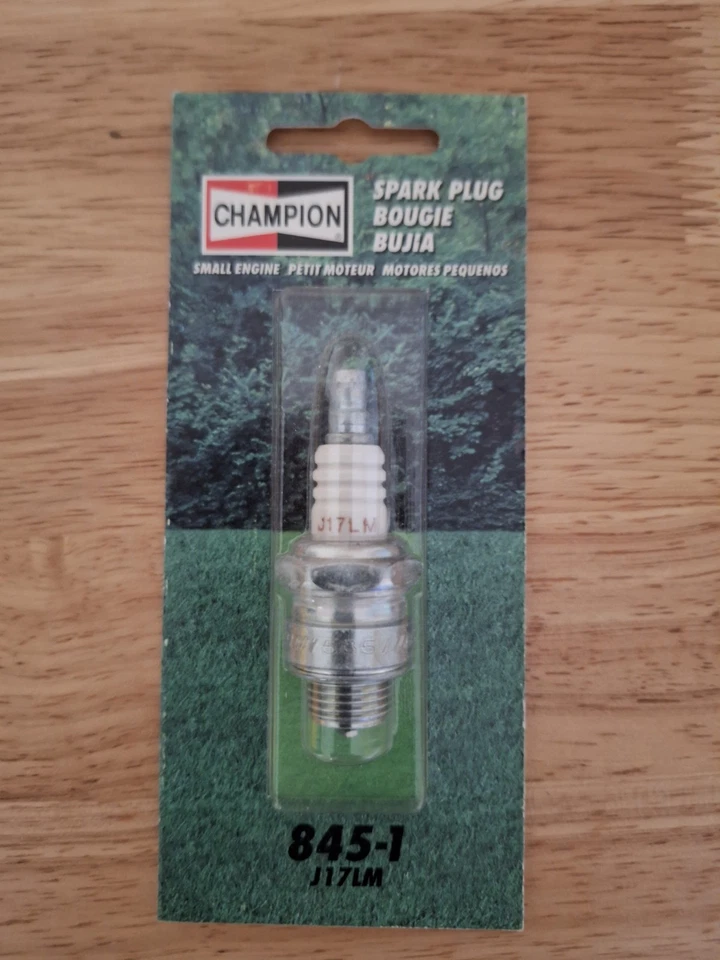 CHAMPION
SPARK PLUG
BOUGIE
BUJIA
SMALL ENGINE PETIT MOTEUR MOTORES PEQUENOS
J17LM
845-1
J17LM